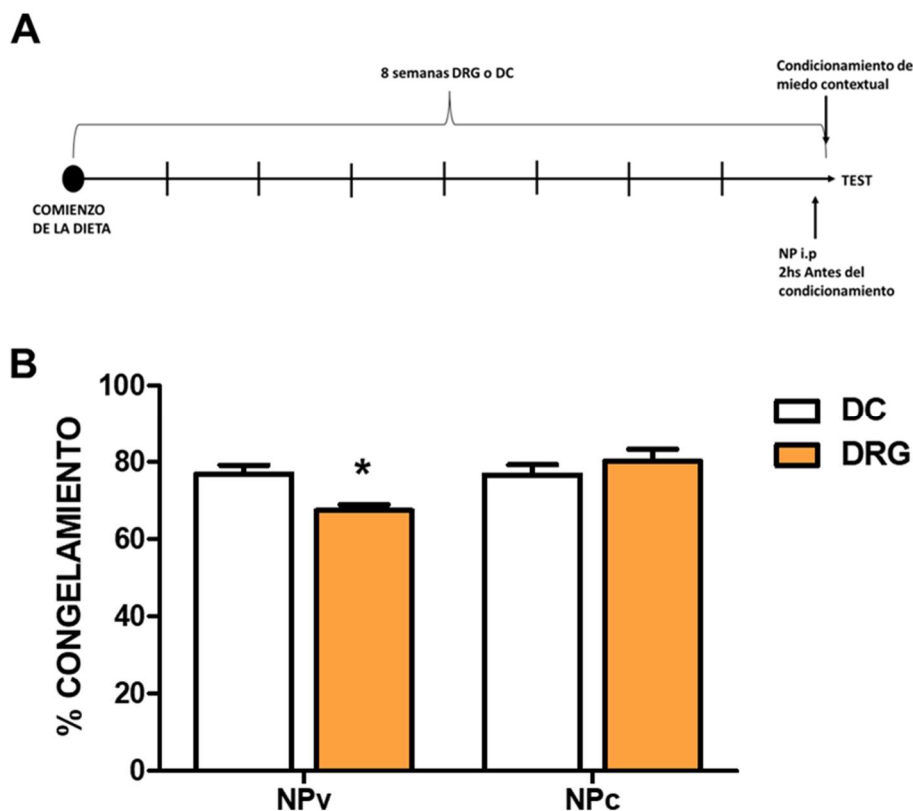 A
8 semanas DRG o DC
Condicionamiento de
miedo contextual
TEST
COMIENZO
DE LA DIETA
NP i.p
2hs Antes del
condicionamiento
B
% CONGELAMIENTO
100
80
60
40
20
0
*
NPv
NPc
DC
DRG